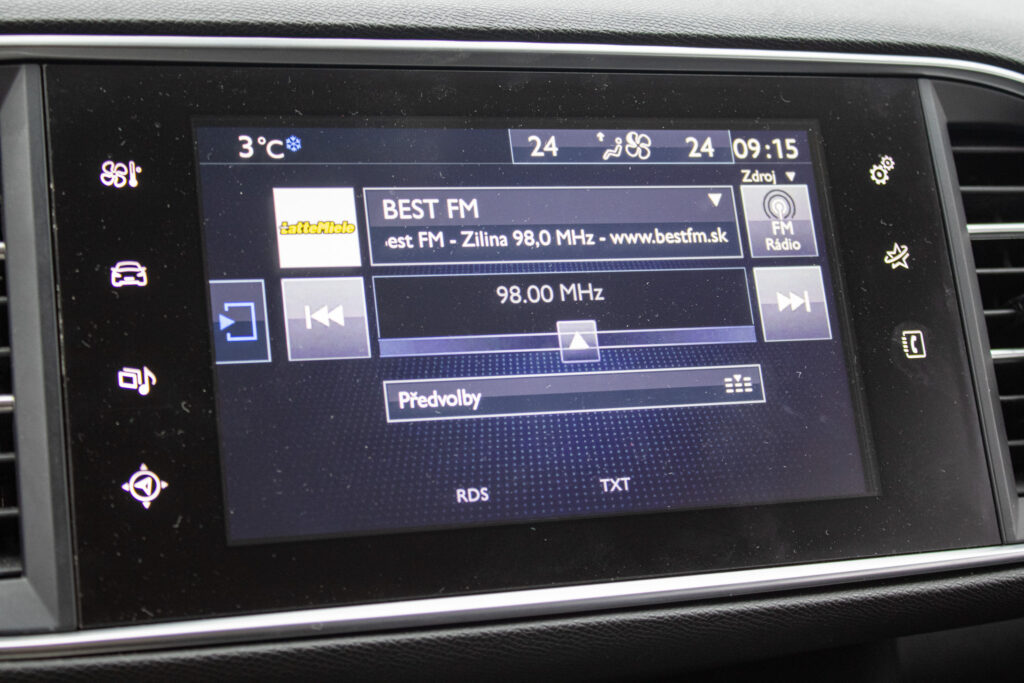 3°C
24
24
09:15
Zdroj
LatteMiele
BEST FM
est FM - Zilina 98,0 MHz - www.bestfm.sk
FM
Rádio
98.00 MHz
Předvolby
RDS
TXT